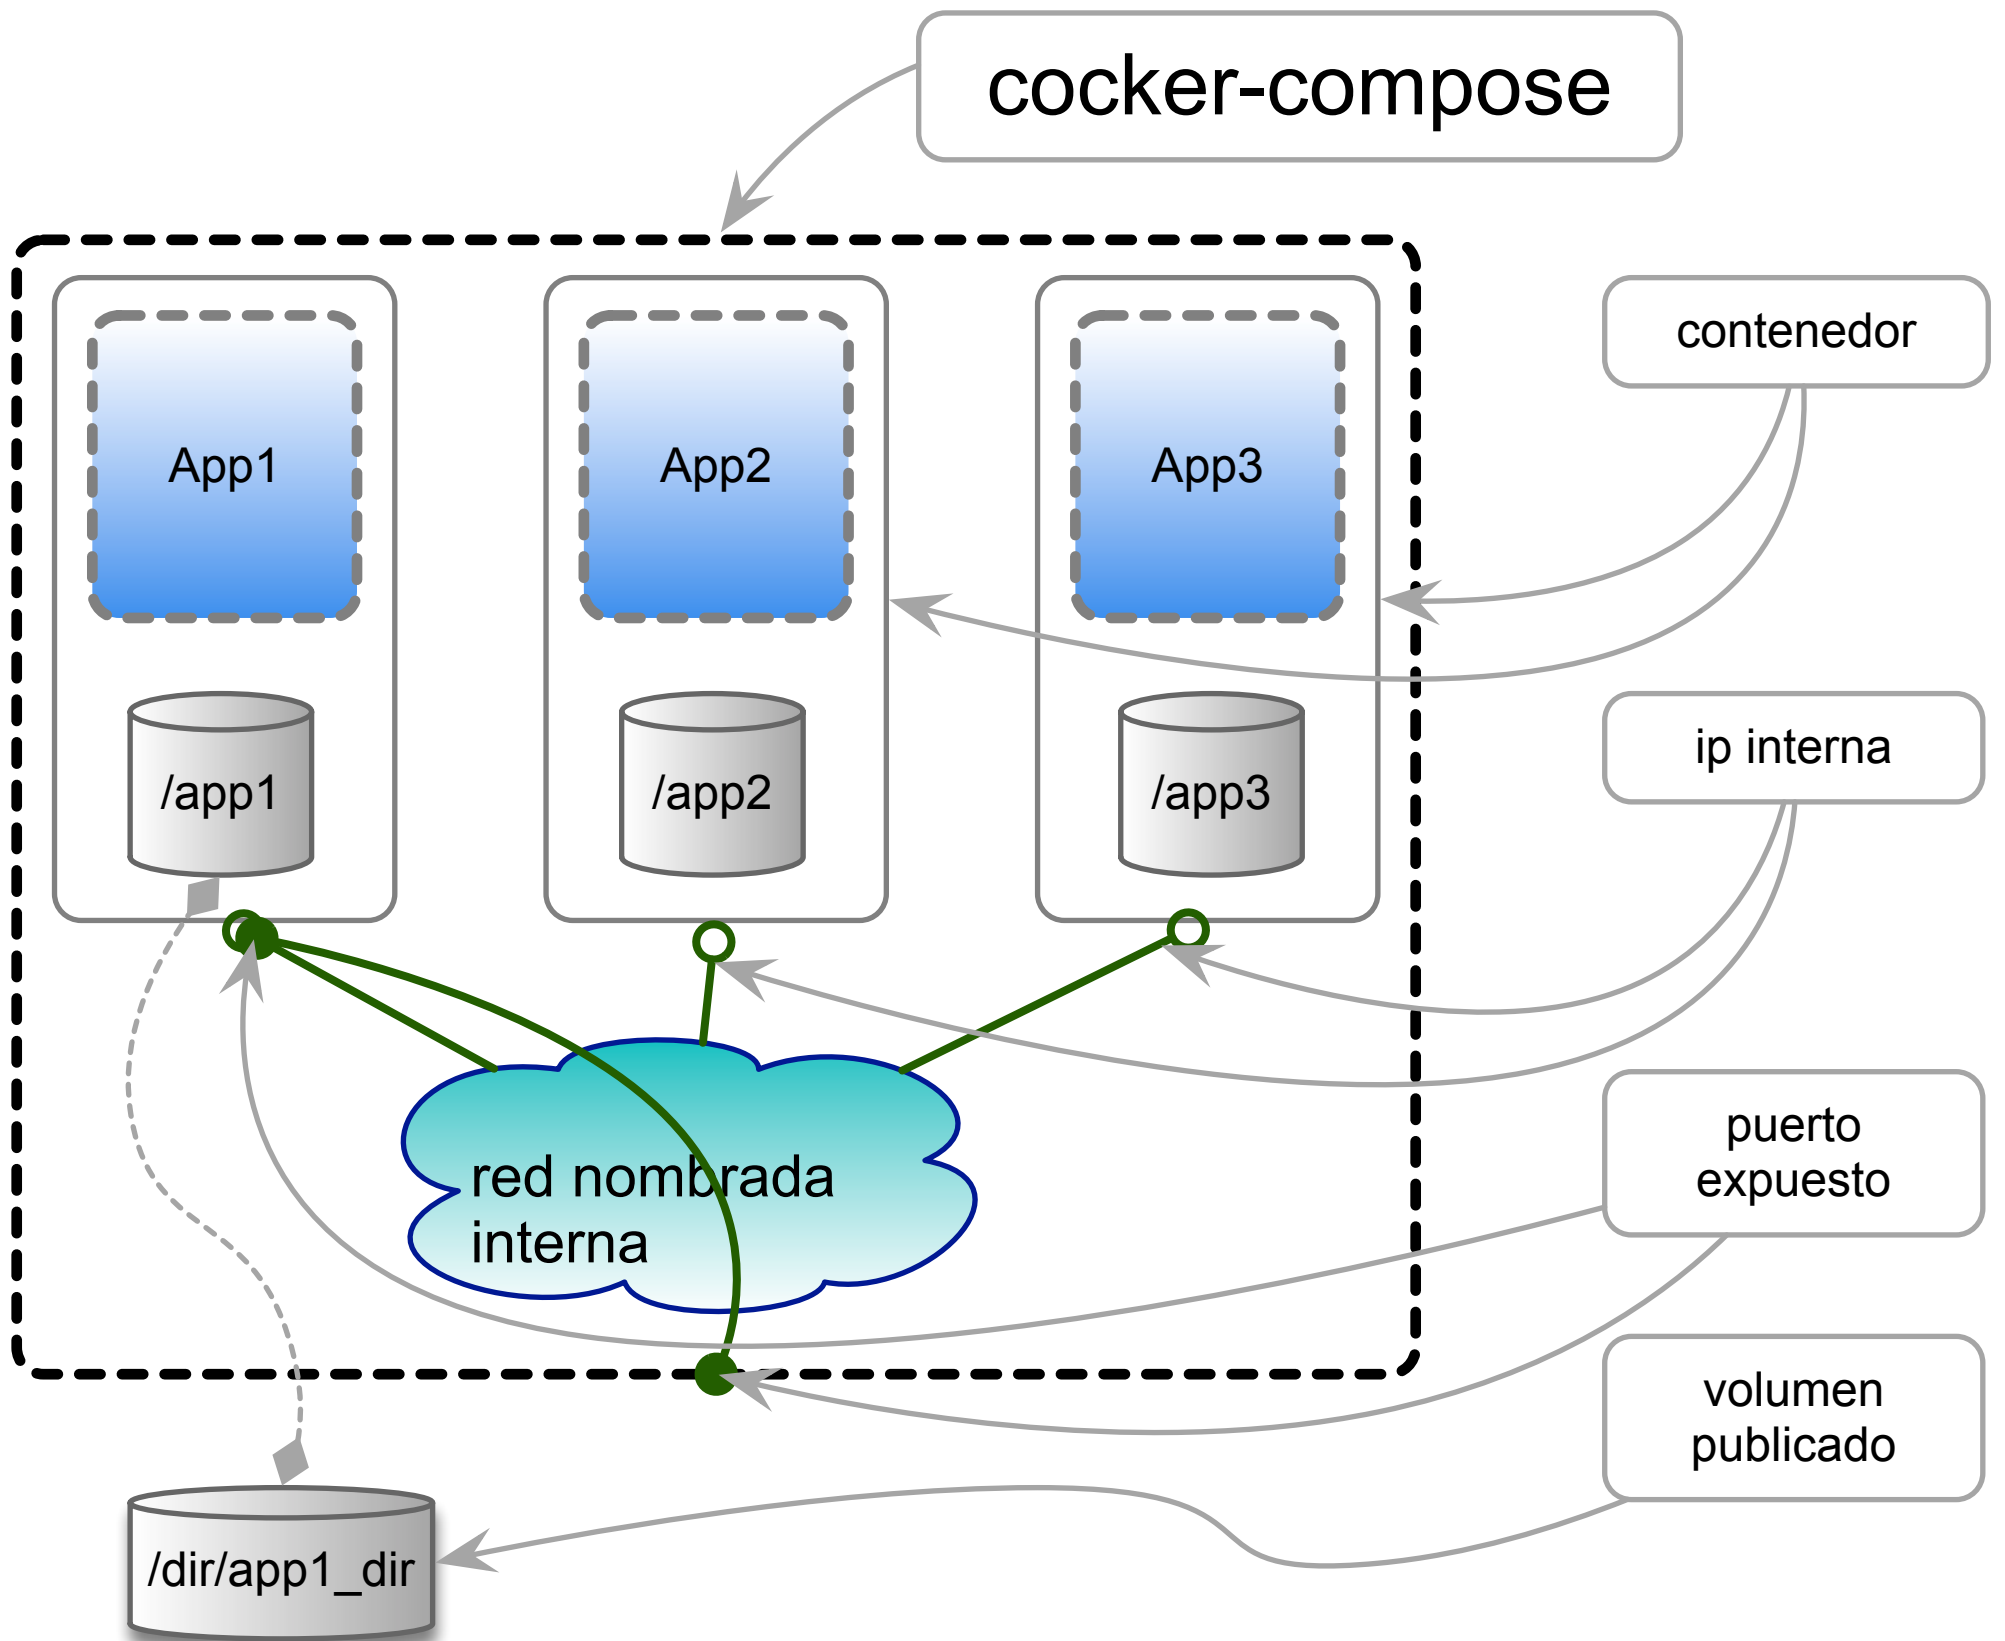 cocker-compose
App1
App2
App3
contenedor
/app1
/app2
/app3
ip interna
red nombrada
interna
puerto
expuesto
volumen
publicado
/dir/app1_dir